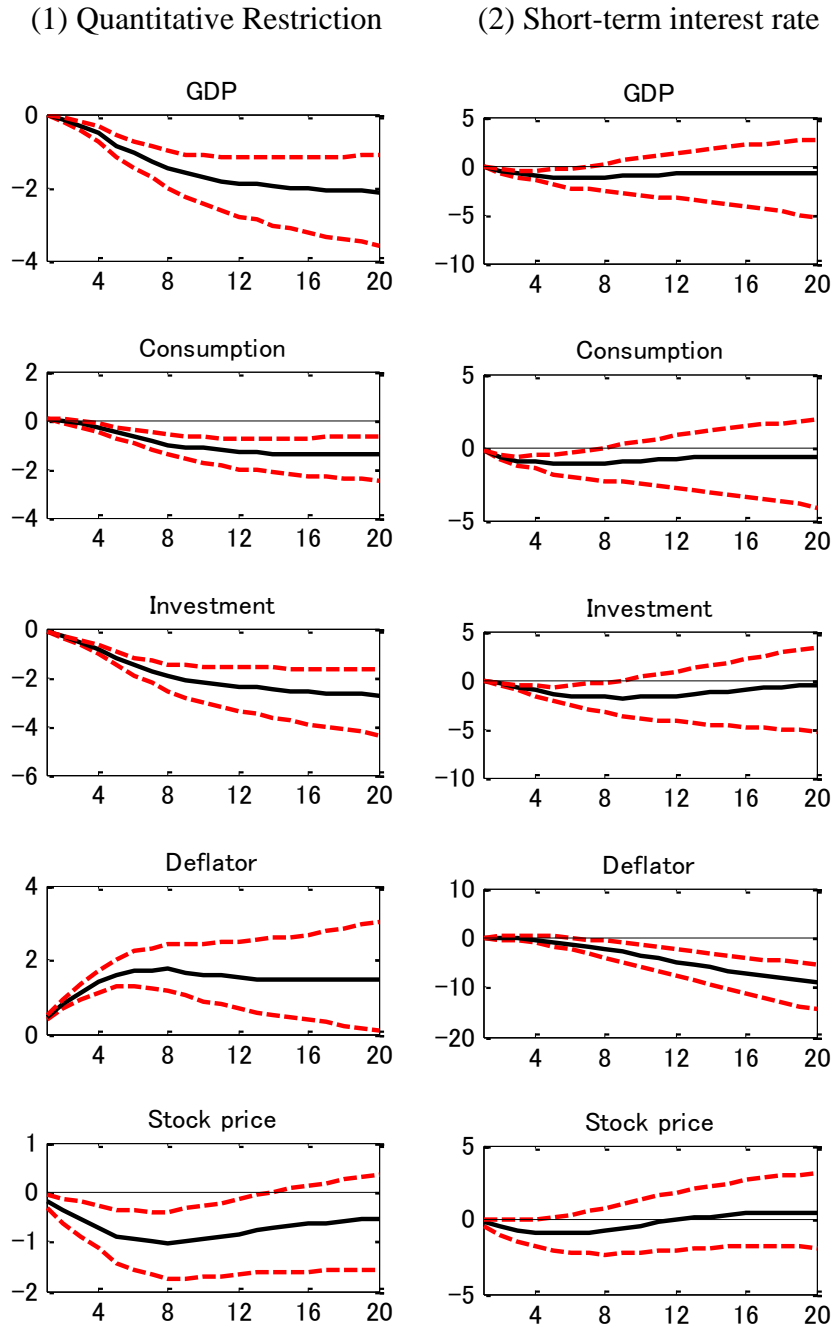 (1) Quantitative Restriction (2) Short-term interest rate
GDP GDP
0 5
−2 0
−4 −5
−10
4 8 12 16 20 4 8 12 16 20
Consumption Consumption
2 5
0 0
−2 −5
−4
4 8 12 16 20 4 8 12 16 20
Investment Investment
0 5
−2 0
−4 −5
−6 −10
4 8 12 16 20 4 8 12 16 20
Deflator Deflator
4 10
2 0
0 −10
−20
4 8 12 16 20 4 8 12 16 20
Stock price Stock price
1 5
0 0
−1 −5
−2
4 8 12 16 20 4 8 12 16 20